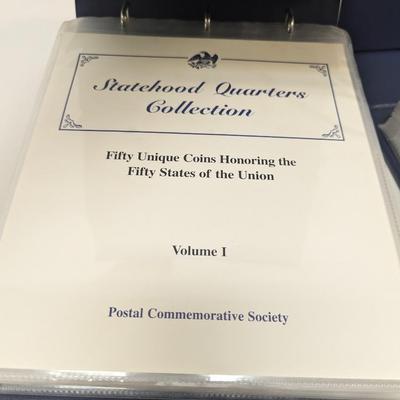 Statehood Quarters
Collection
Fifty Unique Coins Honoring the
Fifty States of the Union
Volume I
Postal Commemorative Society